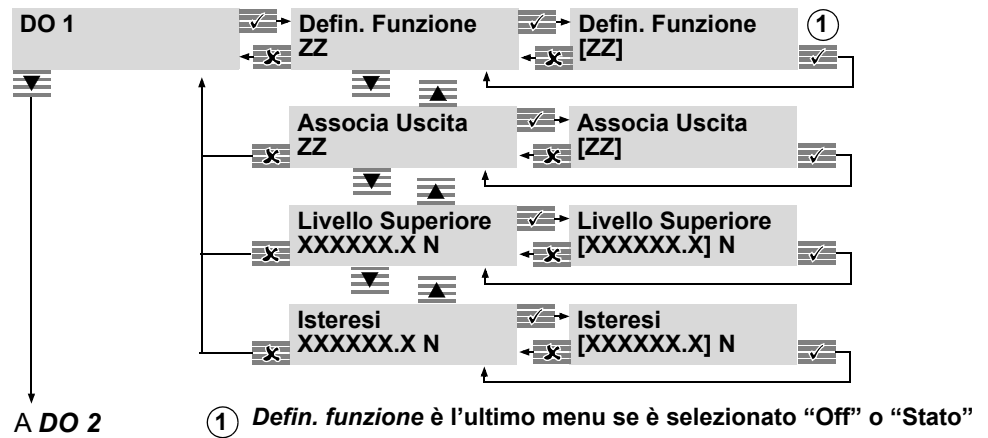 DO 1
Defin. Funzione
ZZ
Defin. Funzione
[ZZ]
1
Associa Uscita
ZZ
Associa Uscita
[ZZ]
Livello Superiore
XXXXXX.X N
Livello Superiore
[XXXXXX.X] N
Isteresi
XXXXXX.X N
Isteresi
[XXXXXX.X] N
A DO 2
1 Defin. funzione è l’ultimo menu se è selezionato “Off” o “Stato”